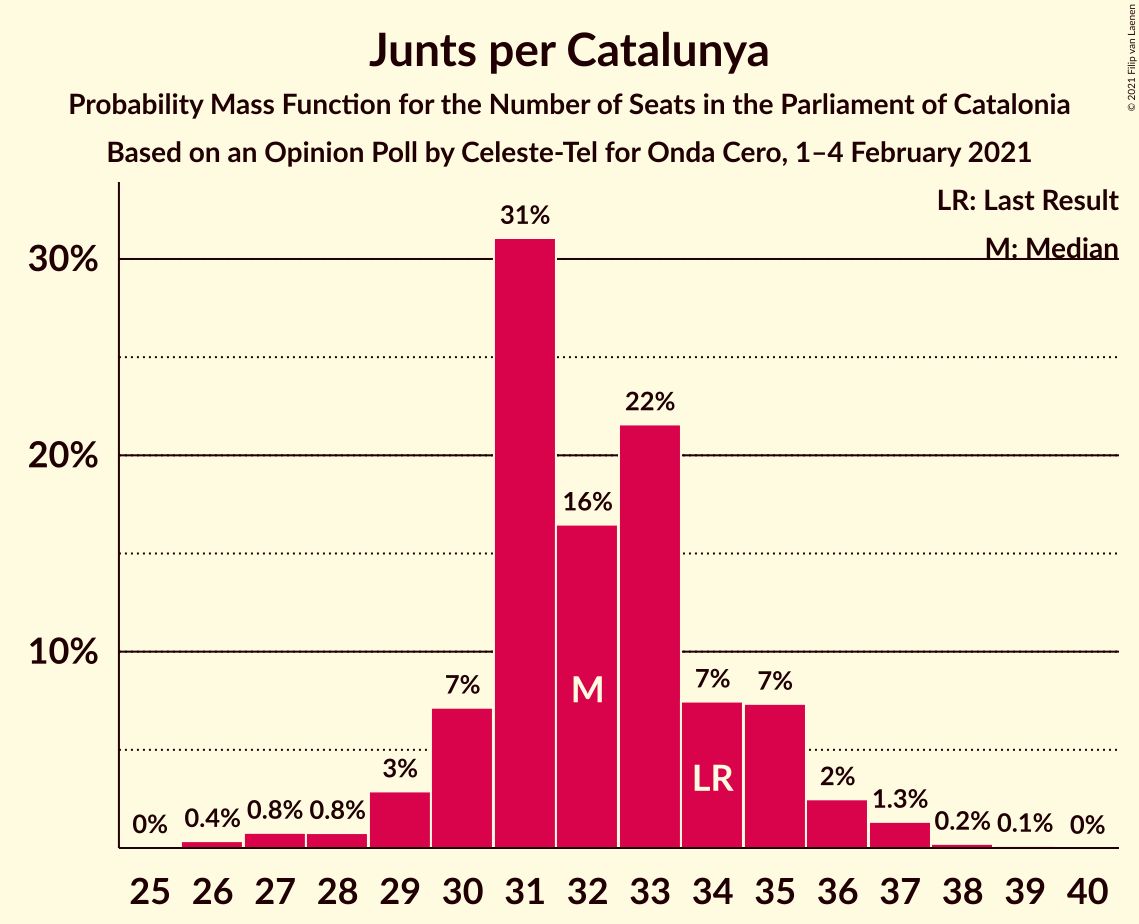 © 2021 Filip van Laenen
Junts per Catalunya
Probability Mass Function for the Number of Seats in the Parliament of Catalonia
Based on an Opinion Poll by Celeste-Tel for Onda Cero, 1–4 February 2021
LR: Last Result
M: Median
30%
20%
10%
0% 0.4% 0.8% 0.8% 3% 7% 31% 16% 22% 7% 7% 2% 1.3% 0.2% 0.1% 0%
M
LR
25 26 27 28 29 30 31 32 33 34 35 36 37 38 39 40